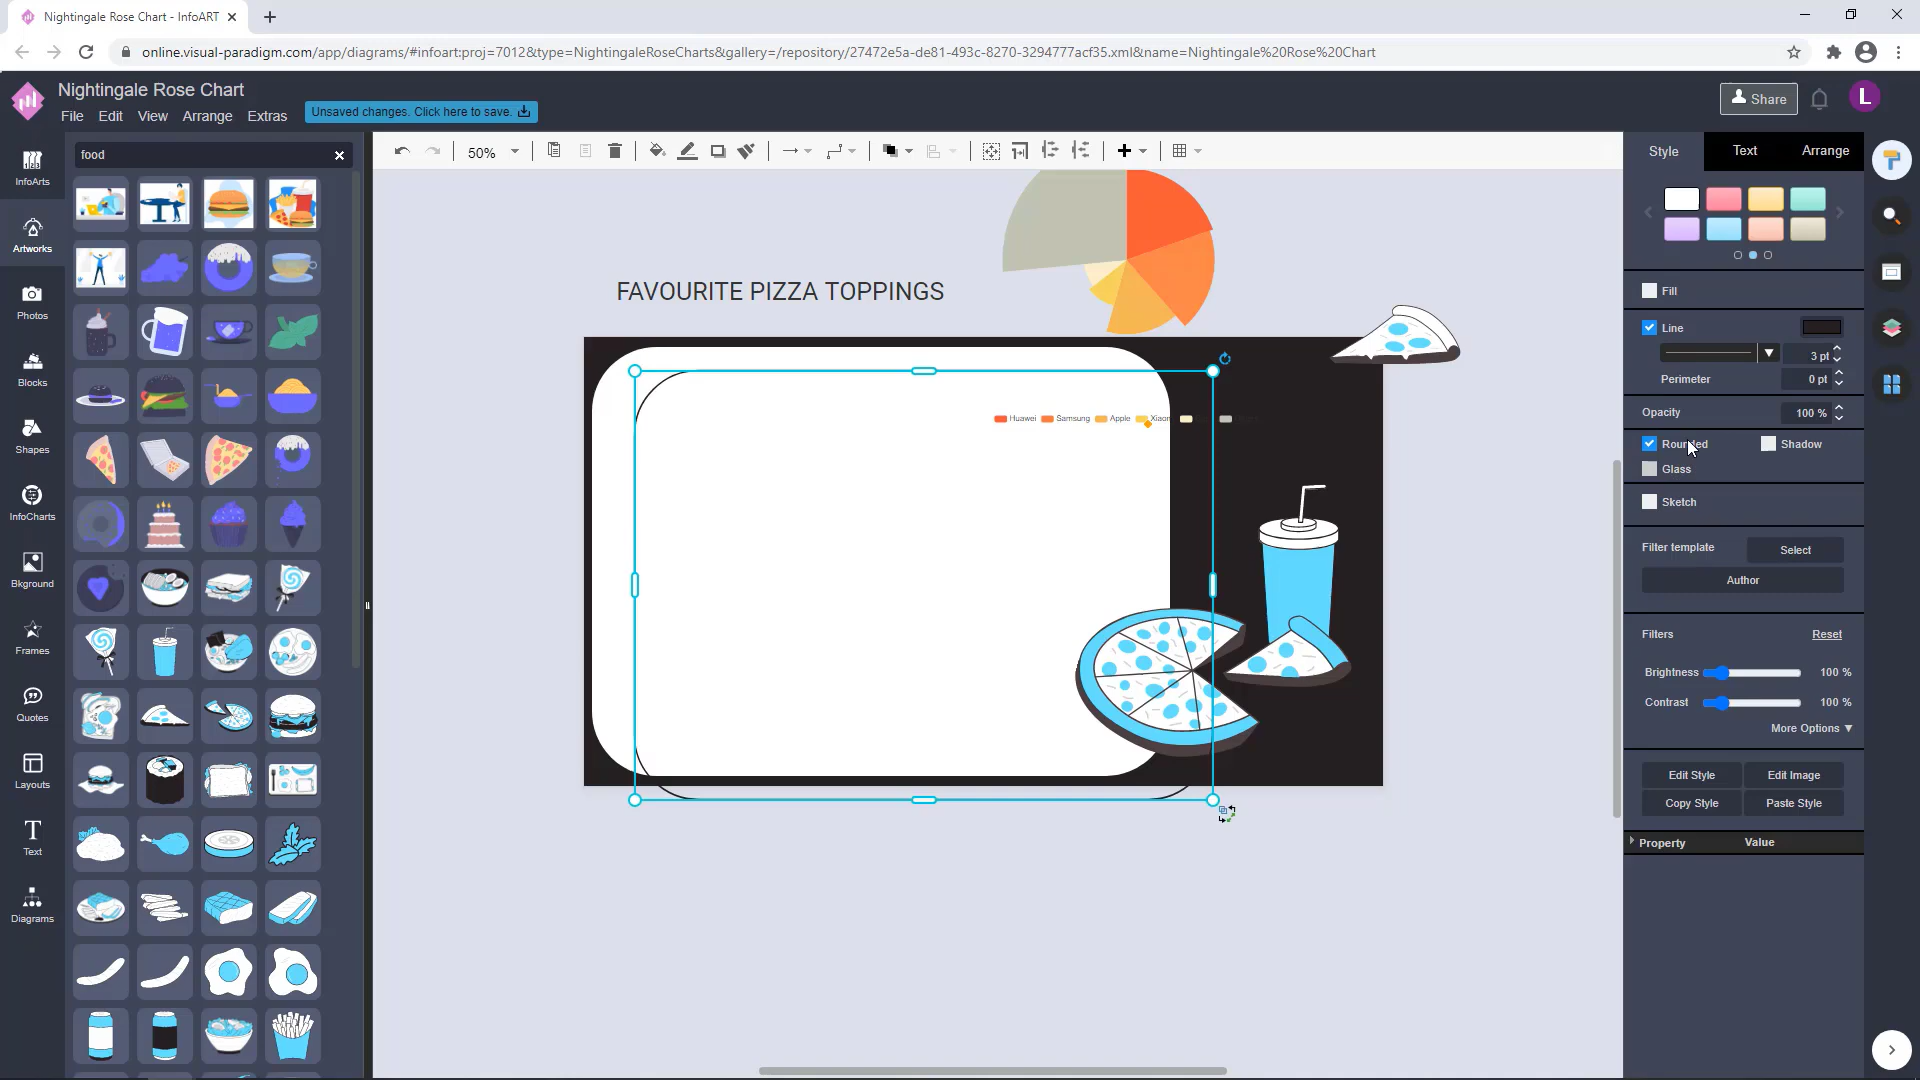 Nightingale Rose Chart - InfoART
online.visual-paradigm.com/app/diagrams/#infoart:proj=7012&type=NightingaleRoseCharts&gallery=/repository/27472e5a-de81-493c-8270-3294777acf35.xml&name=Nightingale%20Rose%20Chart
Nightingale Rose Chart
File Edit View Arrange Extras
Unsaved changes. Click here to save.
Share
L
InfoArts
Artworks
Photos
Blocks
Shapes
InfoCharts
Bkground
Frames
Quotes
Layouts
Text
Diagrams
food
50%
FAVOURITE PIZZA TOPPINGS
Huawei Samsung Apple
Style Text Arrange
Fill
Line
3 pt
Perimeter 0 pt
Opacity 100 %
Rounded Shadow
Glass
Sketch
Filter template Select
Author
Filters Reset
Brightness 100 %
Contrast 100 %
More Options
Edit Style Edit Image
Copy Style Paste Style
Property Value